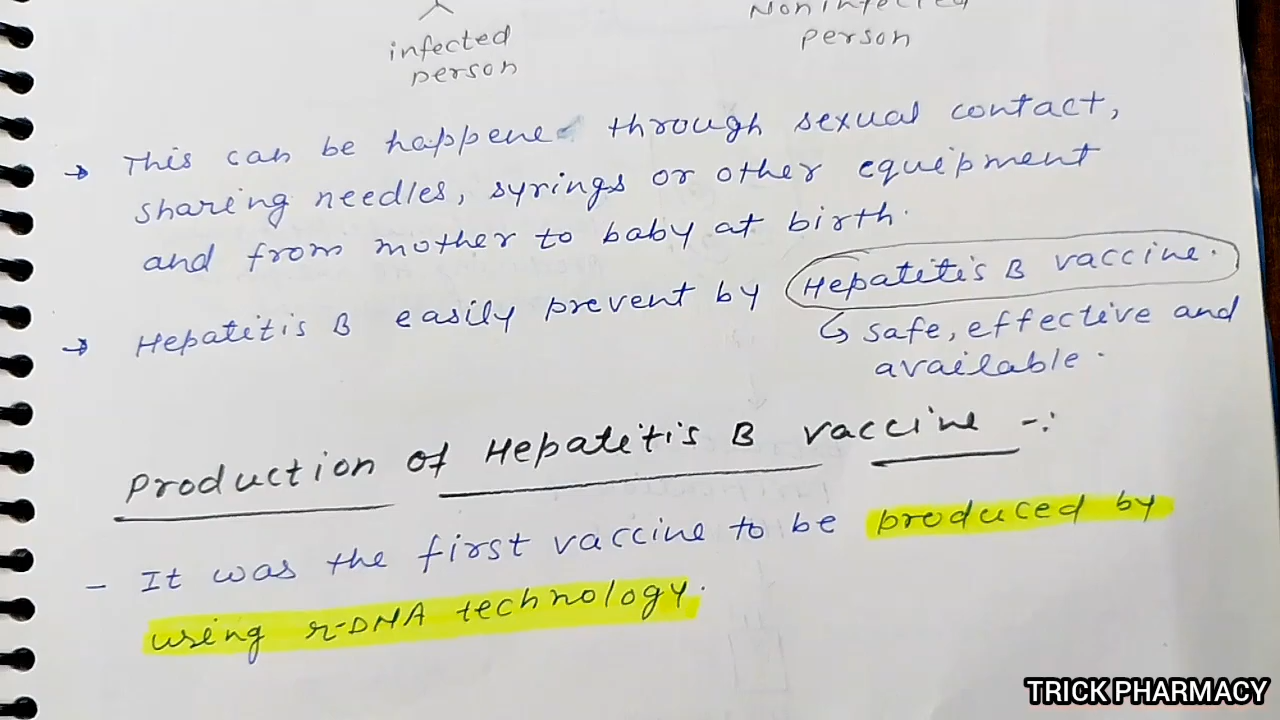 infected
person
Noninfected
person
→ This can be happene through sexual contact,
sharing needles, syrings or other equipment
and from mother to baby at birth.
→ Hepatitis B easily prevent by Hepatitis B vaccine.
↳ safe, effective and
available.
Production of Hepatitis B vaccine -:
- It was the first vaccine to be produced by
using r-DNA technology.
TRICK PHARMACY